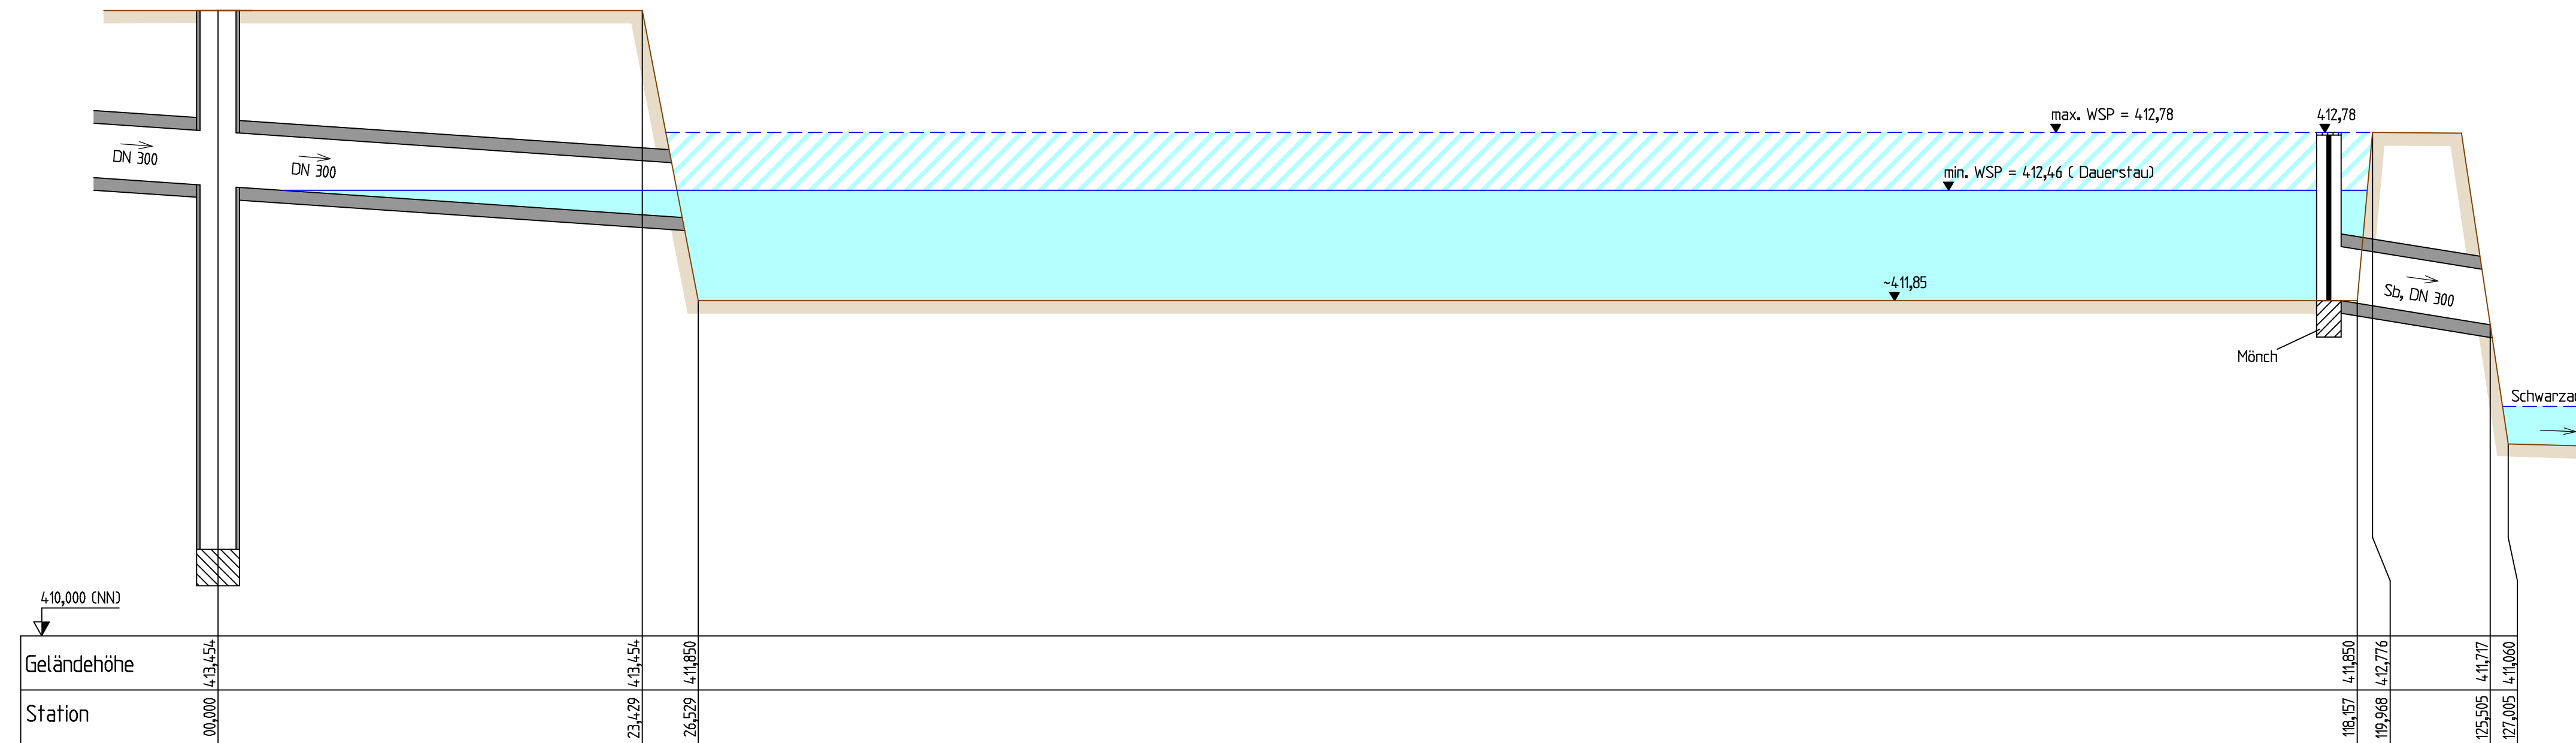 max. WSP = 412,78
412,78
DN 300
DN 300
min. WSP = 412,46 ( Dauerstau)
~411,85
Sb, DN 300
Mönch
Schwarza
410,000 (NN)
Geländehöhe 413,454 413,454 411,850 411,850 412,776 411,717 411,060
Station 00,000 23,429 26,529 118,157 119,968 125,505 127,005